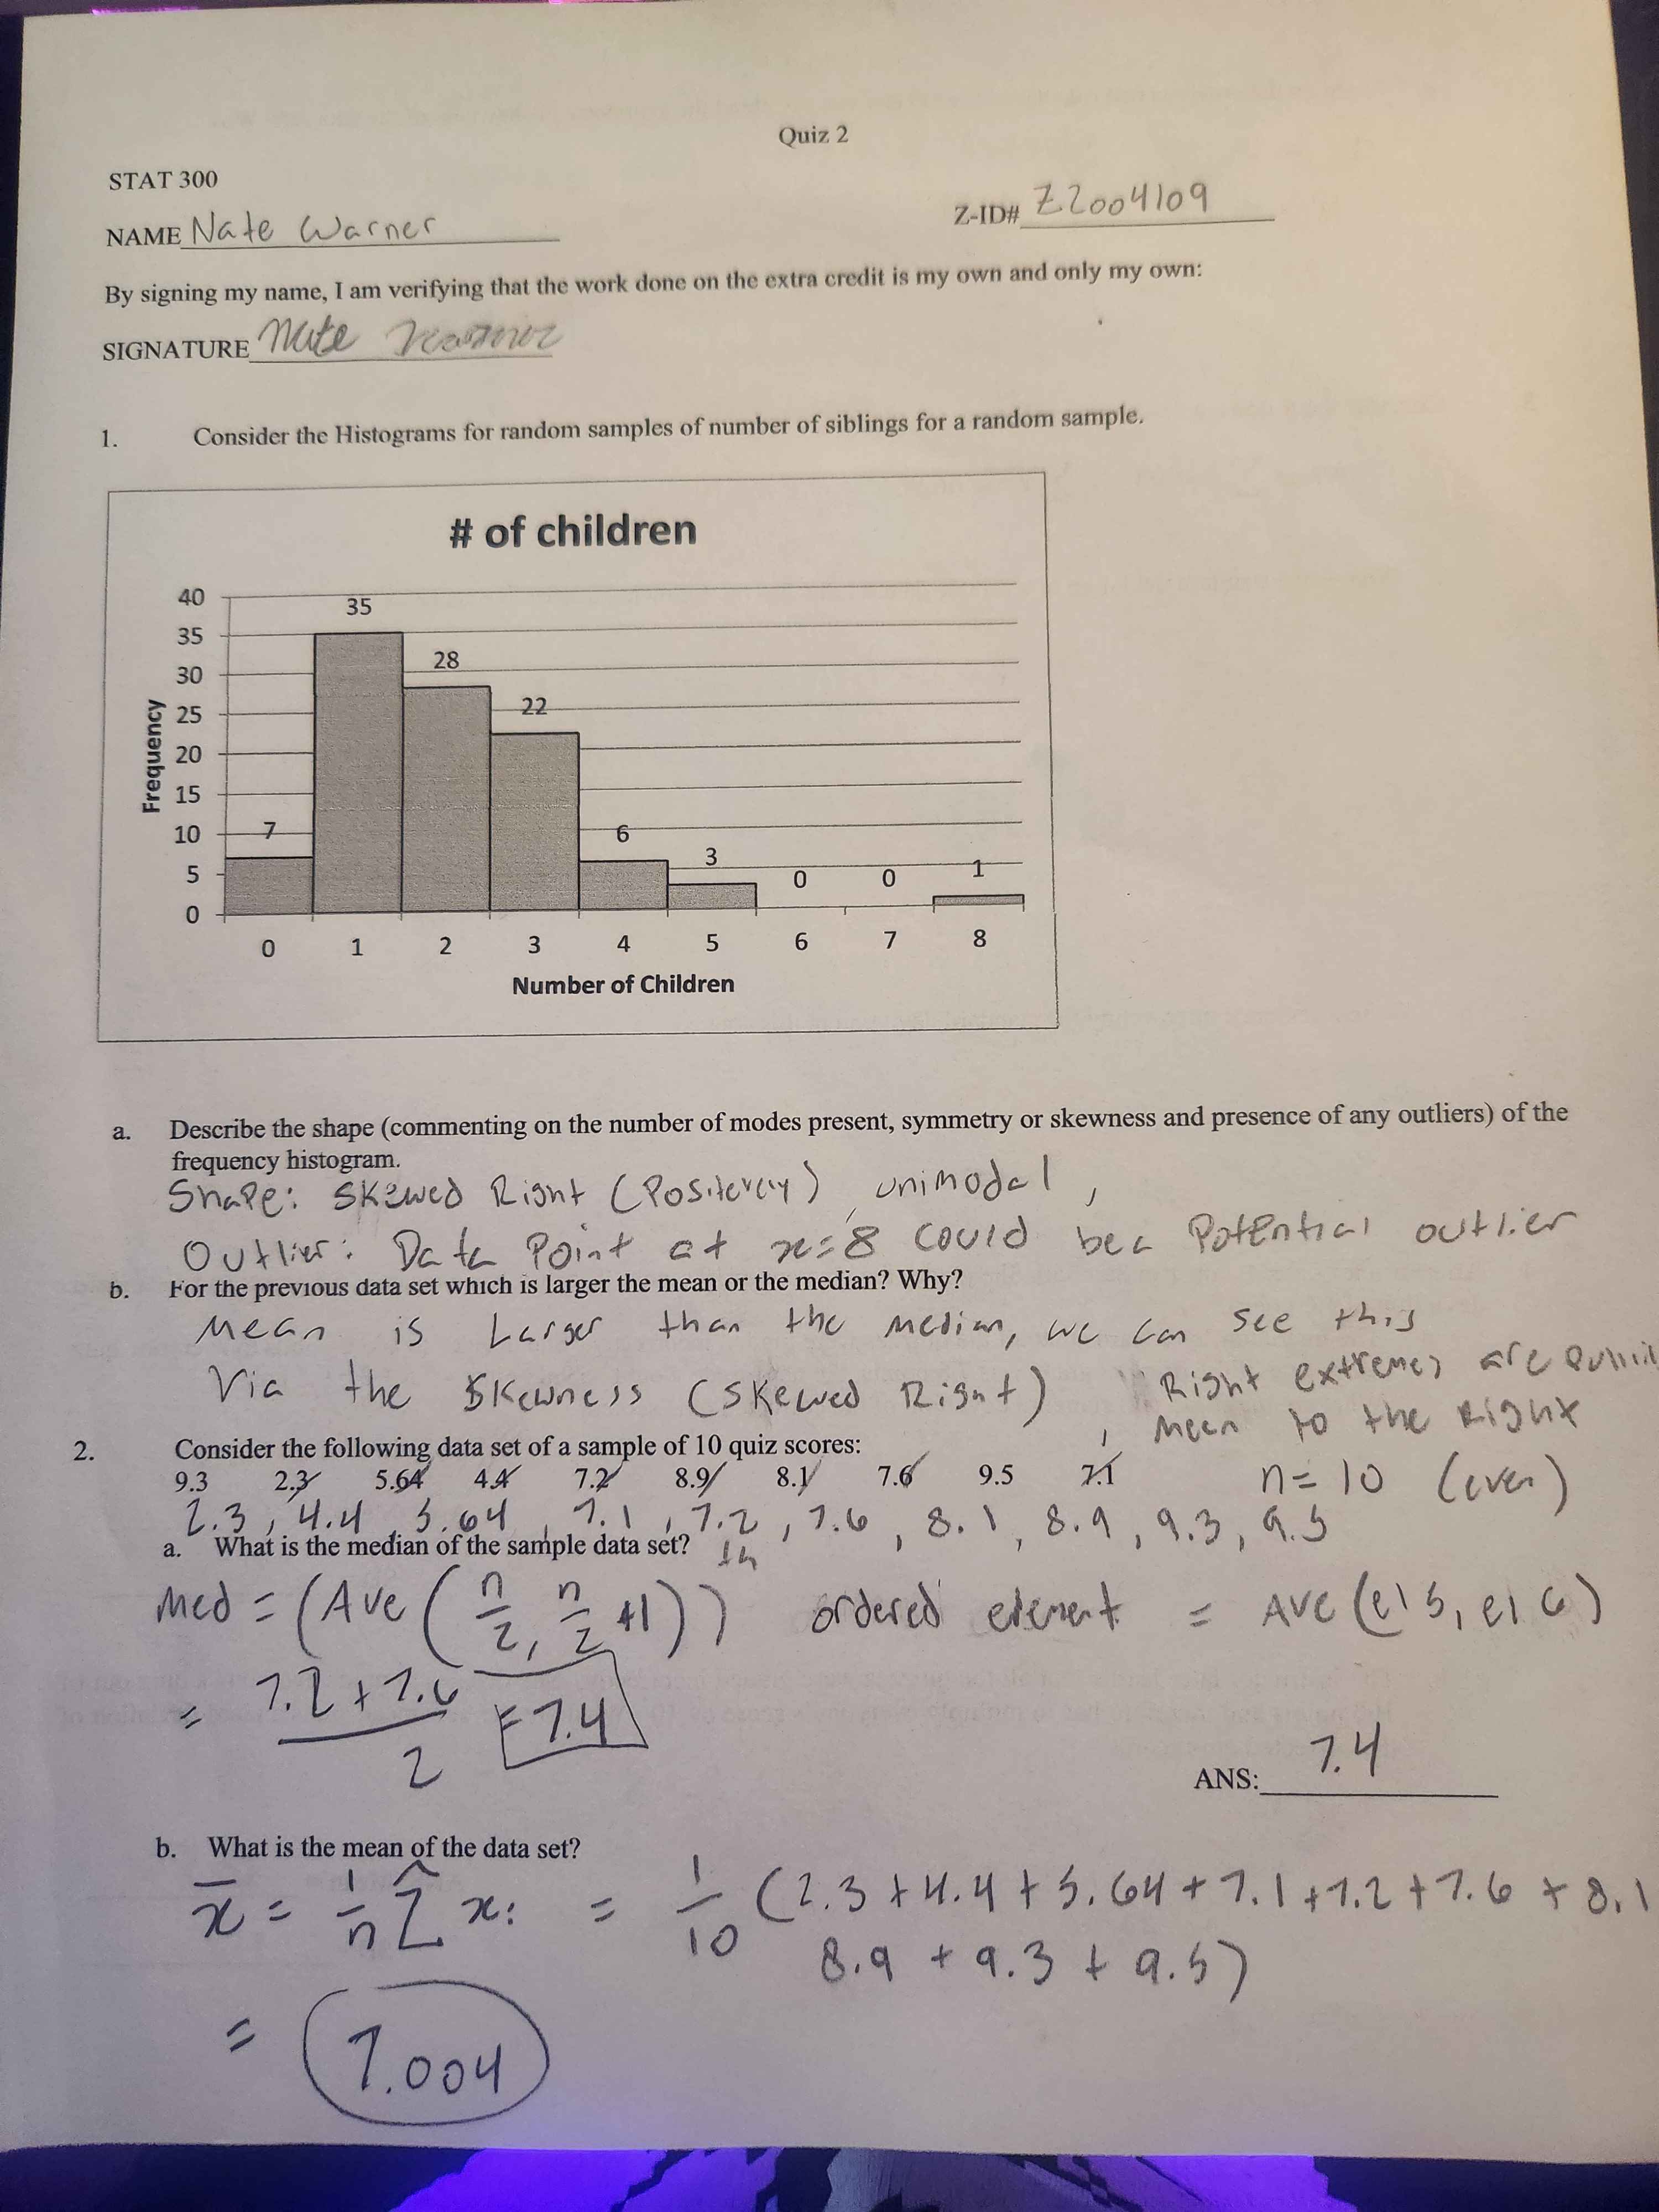 Quiz 2
STAT 300
NAME Nate Warner Z-ID# Z2004109
By signing my name, I am verifying that the work done on the extra credit is my own and only my own:
SIGNATURE Nate Warner
1. Consider the Histograms for random samples of number of siblings for a random sample.
# of children
40
35
30
25
20
15
10
5
0
Frequency
7 35 28 22 6 3 0 0 1
0 1 2 3 4 5 6 7 8
Number of Children
a. Describe the shape (commenting on the number of modes present, symmetry or skewness and presence of any outliers) of the
frequency histogram.
Shape: Skewed Right (Positevely), unimodal,
Outlier: Data Point at x=8 could be a Potential outlier
b. For the previous data set which is larger the mean or the median? Why?
Mean is Larger than the median, we can see this
Via the Skewness (Skewed Right), Right extremes are
mean to the Right
2. Consider the following data set of a sample of 10 quiz scores:
9.3 2.3 5.64 4.4 7.2 8.9 8.1 7.6 9.5 7.1 n=10 (even)
2.3, 4.4, 5.64, 7.1, 7.2, 7.6, 8.1, 8.9, 9.3, 9.5
a. What is the median of the sample data set?
Med = (Ave(n/2, n/2 +1))th ordered element = Ave(el 5, el 6)
= 7.2+7.6 / 2 = 7.4
ANS: 7.4
b. What is the mean of the data set?
x̄ = 1/n Σ xi = 1/10 (2.3+4.4+5.64+7.1+7.2+7.6+8.1
8.9+9.3+9.5)
= 7.004